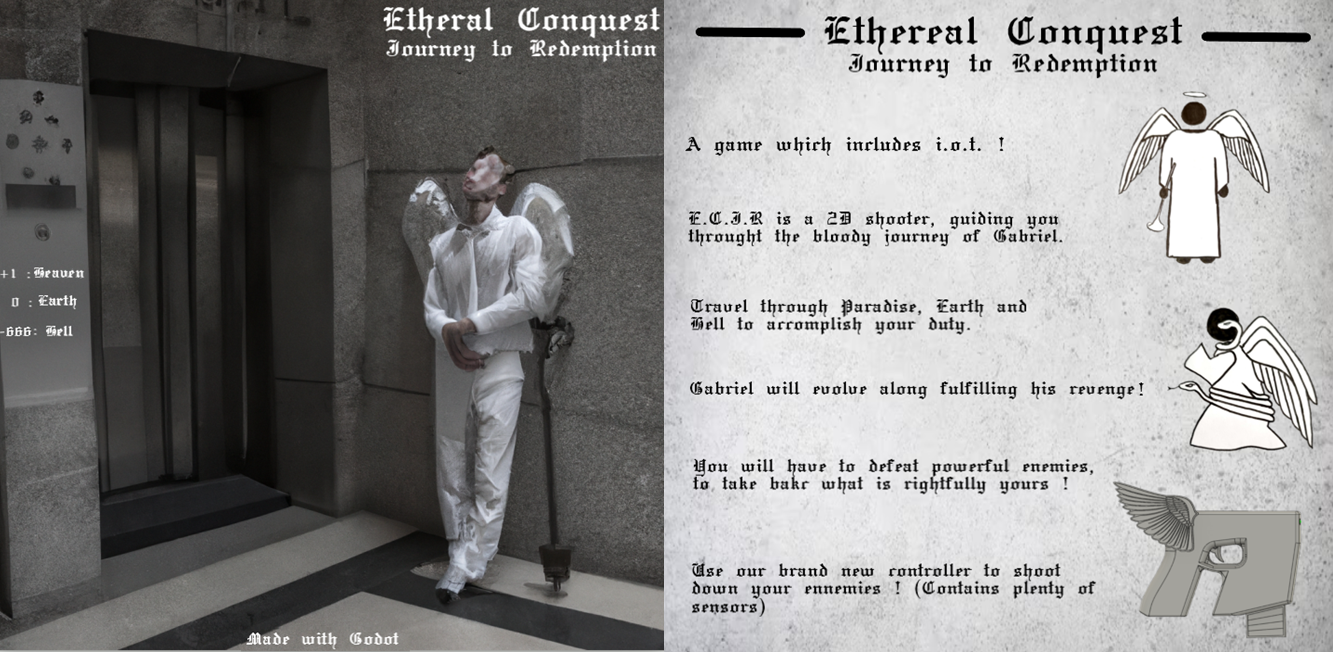 Etheral Conquest
Journey to Redemption
+1 :Heaven
0 : Earth
-666: Hell
Made with Godot
Ethereal Conquest
Journey to Redemption
A game which includes i.o.t. !
E.C.J.R is a 2D shooter, guiding you
throught the bloody journey of Gabriel.
Travel through Paradise, Earth and
Hell to accomplish your duty.
Gabriel will evolve along fulfilling his revenge!
You will have to defeat powerful enemies,
to take bakr what is rightfully yours !
Use our brand new controller to shoot
down your ennemies ! (Contains plenty of
sensors)